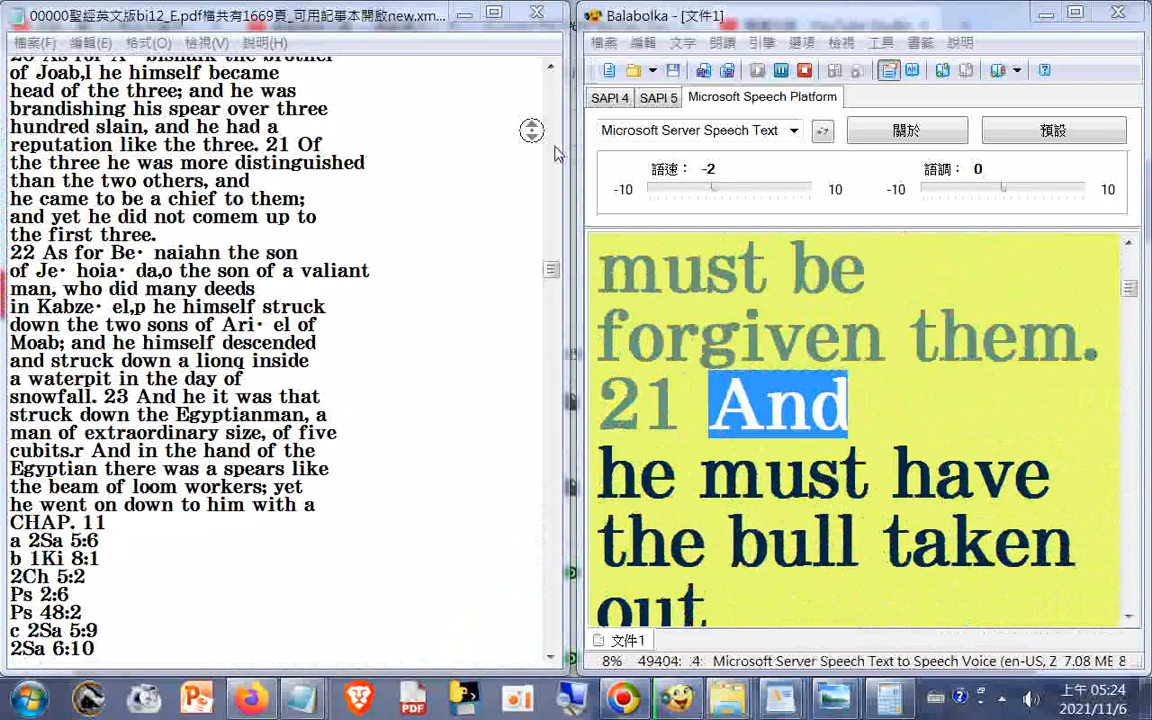 00000聖經英文版bi12_E.pdf檔共有1669頁_可用記事本開啟new.xm...
檔案(F) 編輯(E) 格式(O) 檢視(V) 說明(H)
of Joab,l he himself became
head of the three; and he was
brandishing his spear over three
hundred slain, and he had a
reputation like the three. 21 Of
the three he was more distinguished
than the two others, and
he came to be a chief to them;
and yet he did not comem up to
the first three.
22 As for Be· naiahn the son
of Je· hoia· da,o the son of a valiant
man, who did many deeds
in Kabze· el,p he himself struck
down the two sons of Ari· el of
Moab; and he himself descended
and struck down a lionq inside
a waterpit in the day of
snowfall. 23 And he it was that
struck down the Egyptianman, a
man of extraordinary size, of five
cubits.r And in the hand of the
Egyptian there was a spears like
the beam of loom workers; yet
he went on down to him with a
CHAP. 11
a 2Sa 5:6
b 1Ki 8:1
2Ch 5:2
Ps 2:6
Ps 48:2
c 2Sa 5:9
2Sa 6:10
Balabolka - [文件1]
檔案 編輯 文字 朗讀 引擎 選項 檢視 工具 書籤 說明
SAPI 4 SAPI 5 Microsoft Speech Platform
Microsoft Server Speech Text 關於 預設
語速: -2 語調: 0
-10 10 -10 10
must be
forgiven them.
21 And
he must have
the bull taken
out
文件1
8% 49404: 4: Microsoft Server Speech Text to Speech Voice (en-US, Z 7.08 ME 8
PDF
上午 05:24
2021/11/6